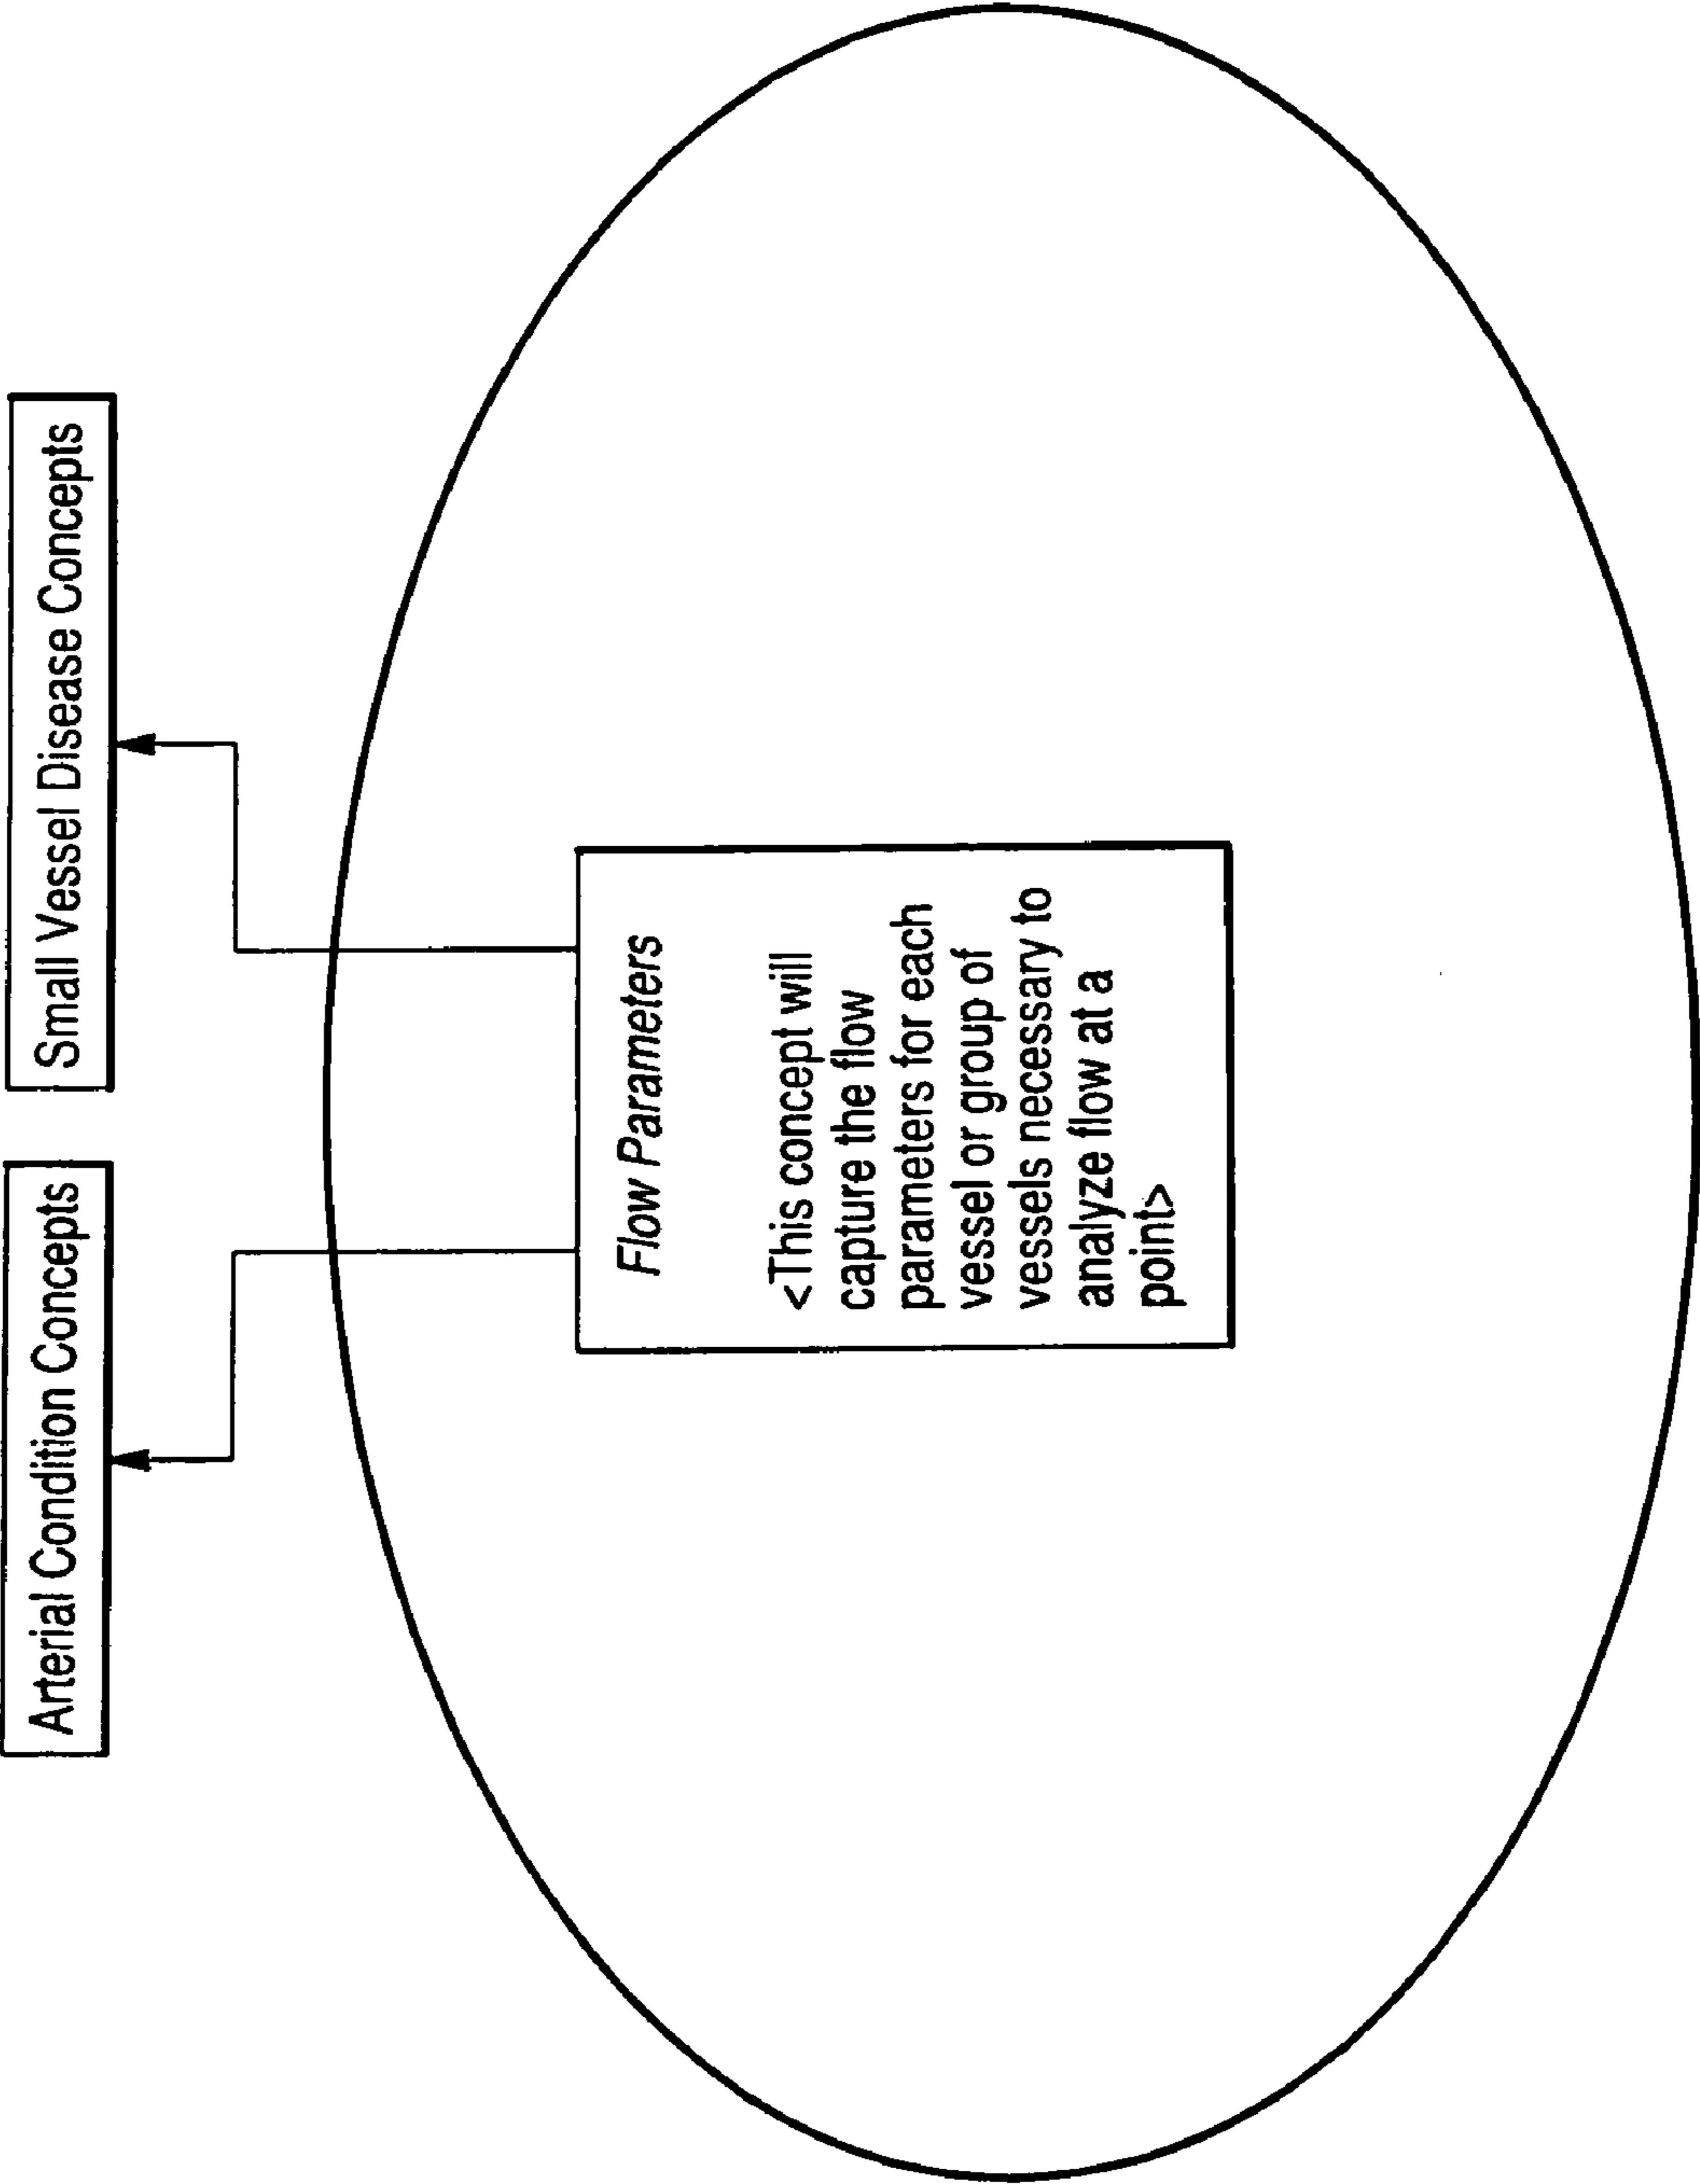 Arterial Condition Concepts
Small Vessel Disease Concepts
Flow Parameters
<This concept will
capture the flow
parameters for each
vessel or group of
vessels necessary to
analyze flow at a
point>